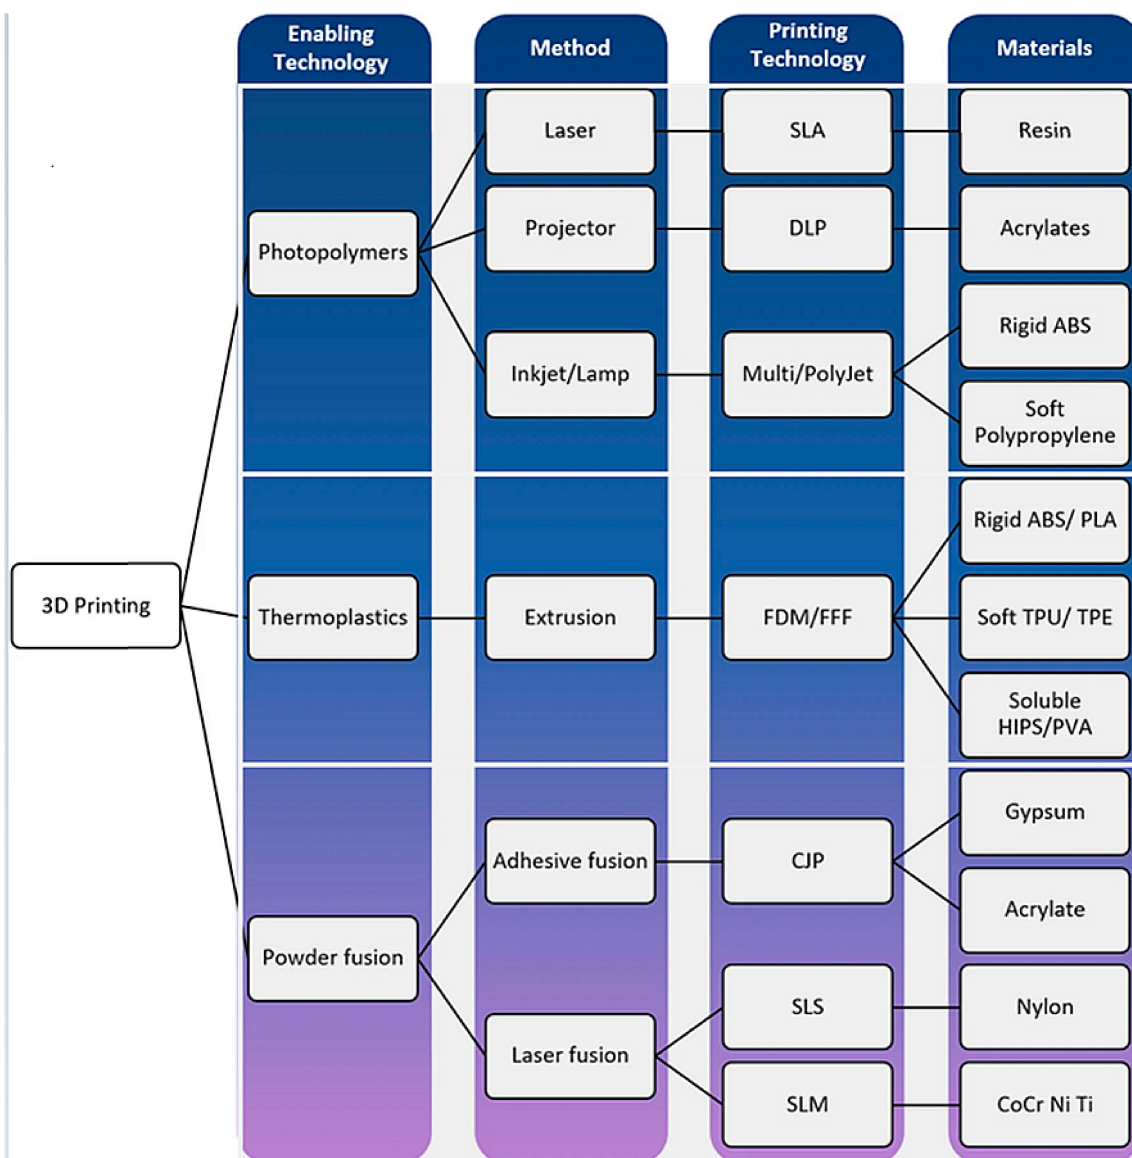 Enabling
Technology
Method
Printing
Technology
Materials
Laser
SLA
Resin
Photopolymers
Projector
DLP
Acrylates
Inkjet/Lamp
Multi/PolyJet
Rigid ABS
Soft
Polypropylene
3D Printing
Thermoplastics
Extrusion
FDM/FFF
Rigid ABS/ PLA
Soft TPU/ TPE
Soluble
HIPS/PVA
Powder fusion
Adhesive fusion
CJP
Gypsum
Acrylate
Laser fusion
SLS
Nylon
SLM
CoCr Ni Ti